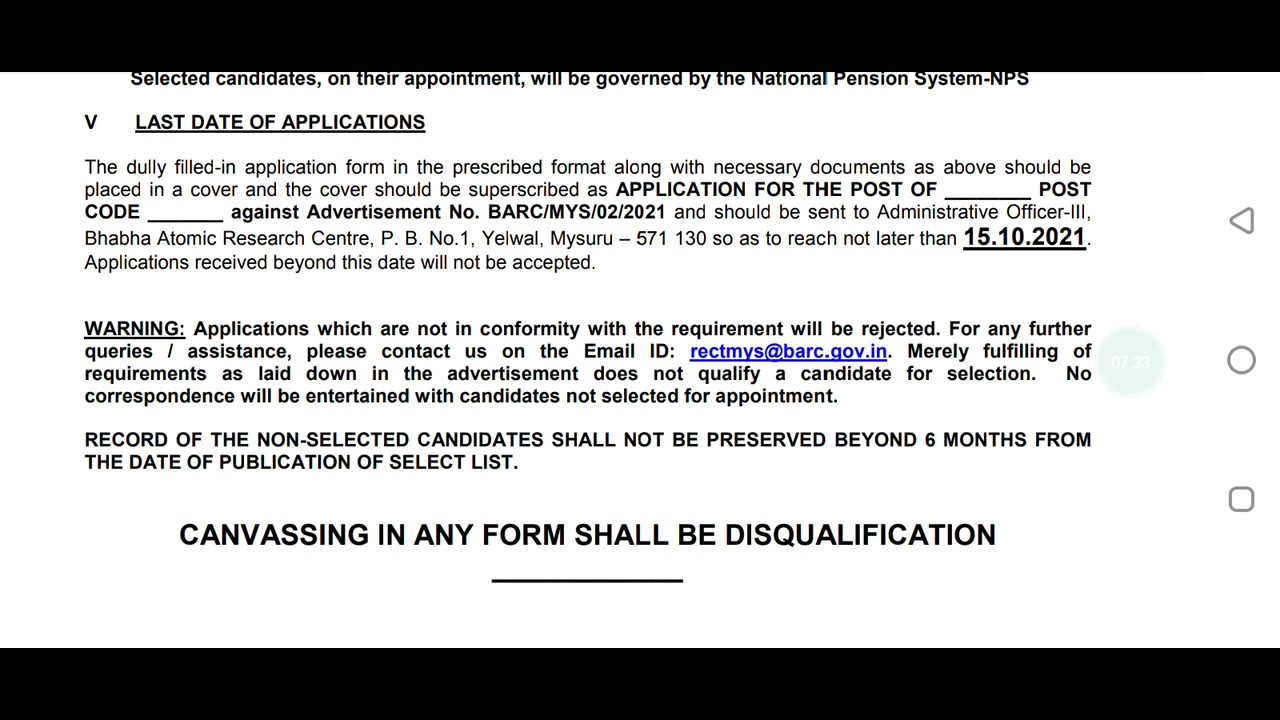 Selected candidates, on their appointment, will be governed by the National Pension System-NPS
V LAST DATE OF APPLICATIONS
The dully filled-in application form in the prescribed format along with necessary documents as above should be
placed in a cover and the cover should be superscribed as APPLICATION FOR THE POST OF ________ POST
CODE _______ against Advertisement No. BARC/MYS/02/2021 and should be sent to Administrative Officer-III,
Bhabha Atomic Research Centre, P. B. No.1, Yelwal, Mysuru – 571 130 so as to reach not later than 15.10.2021.
Applications received beyond this date will not be accepted.
WARNING: Applications which are not in conformity with the requirement will be rejected. For any further
queries / assistance, please contact us on the Email ID: rectmys@barc.gov.in. Merely fulfilling of
requirements as laid down in the advertisement does not qualify a candidate for selection. No
correspondence will be entertained with candidates not selected for appointment.
07:33
RECORD OF THE NON-SELECTED CANDIDATES SHALL NOT BE PRESERVED BEYOND 6 MONTHS FROM
THE DATE OF PUBLICATION OF SELECT LIST.
CANVASSING IN ANY FORM SHALL BE DISQUALIFICATION